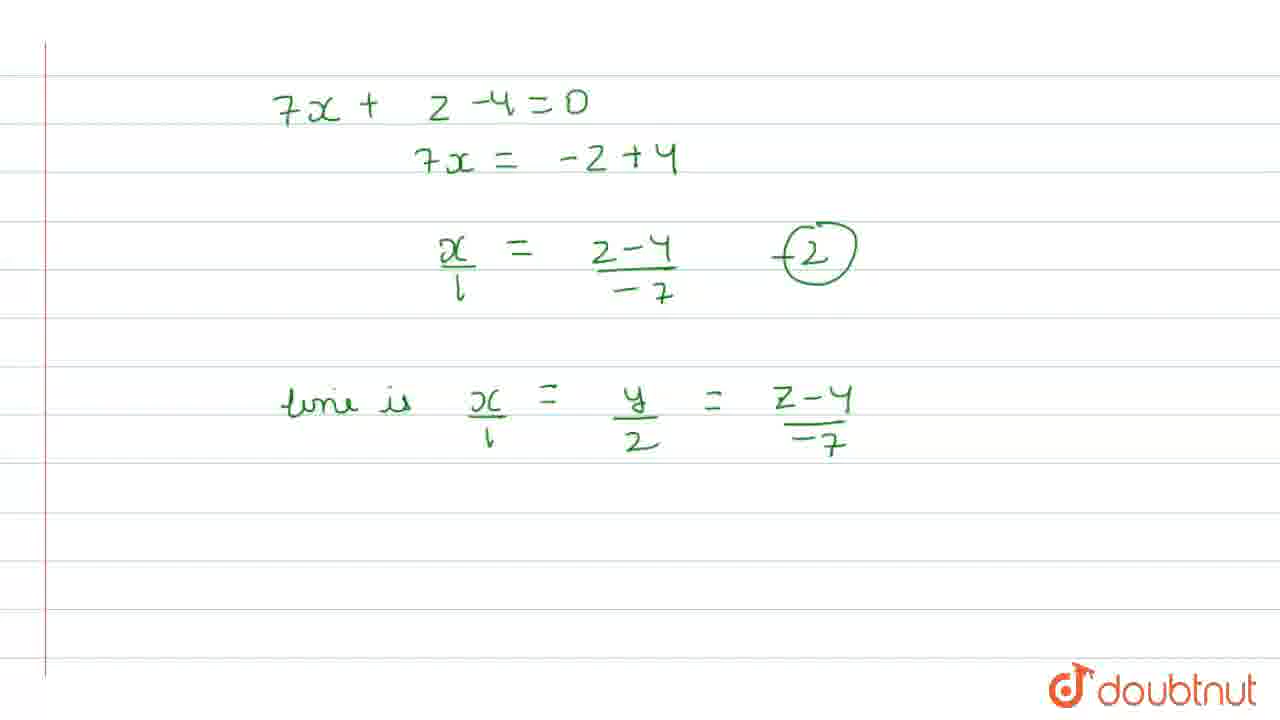 7x + z - 4 = 0
7x = -z + 4
x/1 = z-4/-7 -②
line is x/1 = y/2 = z-4/-7
doubtnut